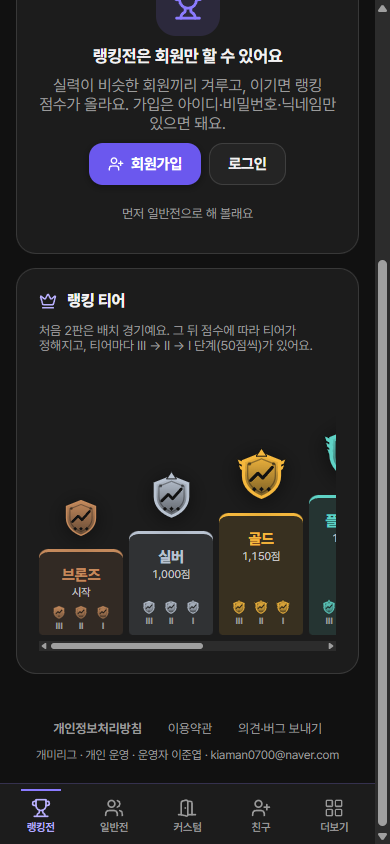 랭킹전은 회원만 할 수 있어요
실력이 비슷한 회원끼리 겨루고, 이기면 랭킹
점수가 올라요. 가입은 아이디·비밀번호·닉네임만
있으면 돼요.
회원가입 로그인
먼저 일반전으로 해 볼래요
랭킹 티어
처음 2판은 배치 경기예요. 그 뒤 점수에 따라 티어가
정해지고, 티어마다 III → II → I 단계(50점씩)가 있어요.
브론즈
시작
III II I
실버
1,000점
III II I
골드
1,150점
III II I
III
개인정보처리방침 이용약관 의견·버그 보내기
개미리그 · 개인 운영 · 운영자 이준엽 · kiaman0700@naver.com
랭킹전 일반전 커스텀 친구 더보기